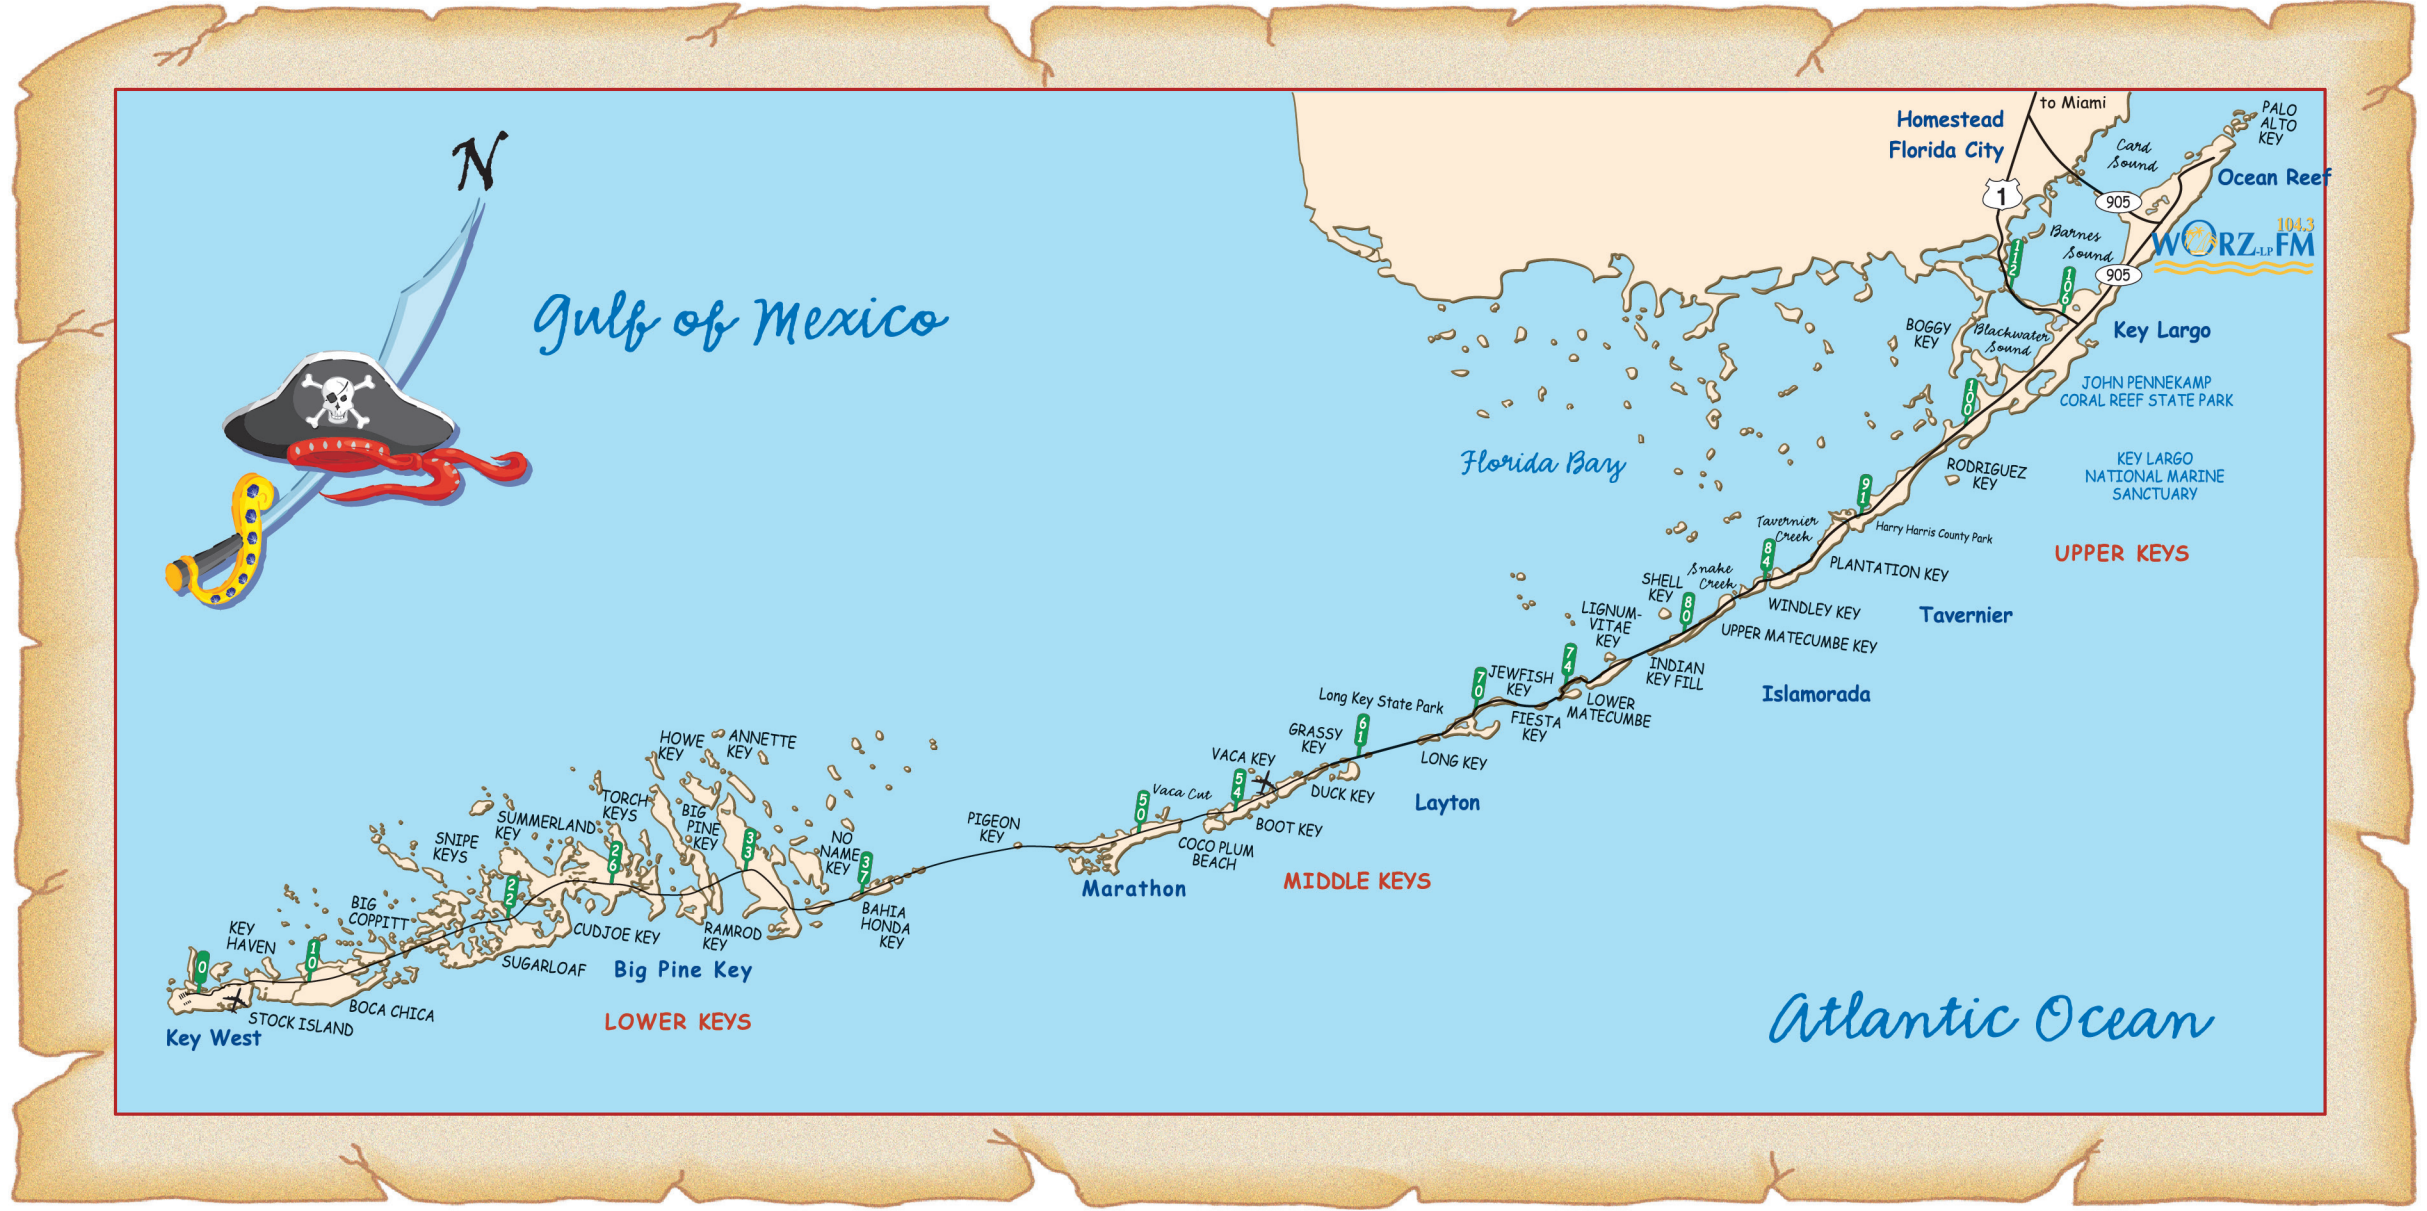 N
Gulf of Mexico
to Miami
Homestead
Florida City
1
Card
Sound
PALO
ALTO
KEY
Ocean Reef
905
104.3
WORZ-LP FM
Barnes
Sound
112
106
905
BOGGY
KEY
Blackwater
Sound
Key Largo
JOHN PENNEKAMP
CORAL REEF STATE PARK
100
Florida Bay
KEY LARGO
NATIONAL MARINE
SANCTUARY
RODRIGUEZ
KEY
91
Harry Harris County Park
Tavernier
Creek
UPPER KEYS
84
PLANTATION KEY
Snake
Creek
SHELL
KEY
80
WINDLEY KEY
Tavernier
LIGNUM-
VITAE
KEY
UPPER MATECUMBE KEY
74
INDIAN
KEY FILL
Islamorada
70
JEWFISH
KEY
LOWER
MATECUMBE
FIESTA
KEY
Long Key State Park
61
GRASSY
KEY
LONG KEY
VACA KEY
54
DUCK KEY
Layton
50
Vaca Cut
BOOT KEY
COCO PLUM
BEACH
PIGEON
KEY
Marathon
MIDDLE KEYS
HOWE
KEY
ANNETTE
KEY
TORCH
KEYS
BIG
PINE
KEY
33
NO
NAME
KEY
37
SUMMERLAND
KEY
26
SNIPE
KEYS
22
BAHIA
HONDA
KEY
BIG
COPPITT
CUDJOE KEY
RAMROD
KEY
KEY
HAVEN
10
0
SUGARLOAF
Big Pine Key
BOCA CHICA
STOCK ISLAND
Key West
LOWER KEYS
Atlantic Ocean